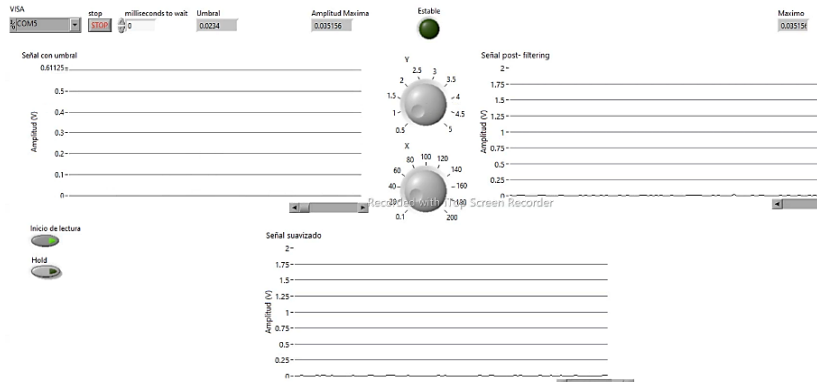 VISA
COM5
stop
STOP
milliseconds to wait
0
Umbral
0.0234
Amplitud Maxima
0.035156
Estable
Maximo
0.035156
Señal con umbral
0.61125
0.5
0.4
0.3
0.2
0.1
0
Amplitud (V)
Y
0.5
1
1.5
2
2.5
3
3.5
4
4.5
5
X
0.1
20
40
60
80
100
120
140
160
180
200
Señal post- filtering
2
1.75
1.5
1.25
1
0.75
0.5
0.25
0
Amplitud (V)
Recorded with iTop Screen Recorder
Inicio de lectura
Hold
Señal suavizado
2
1.75
1.5
1.25
1
0.75
0.5
0.25
0
Amplitud (V)